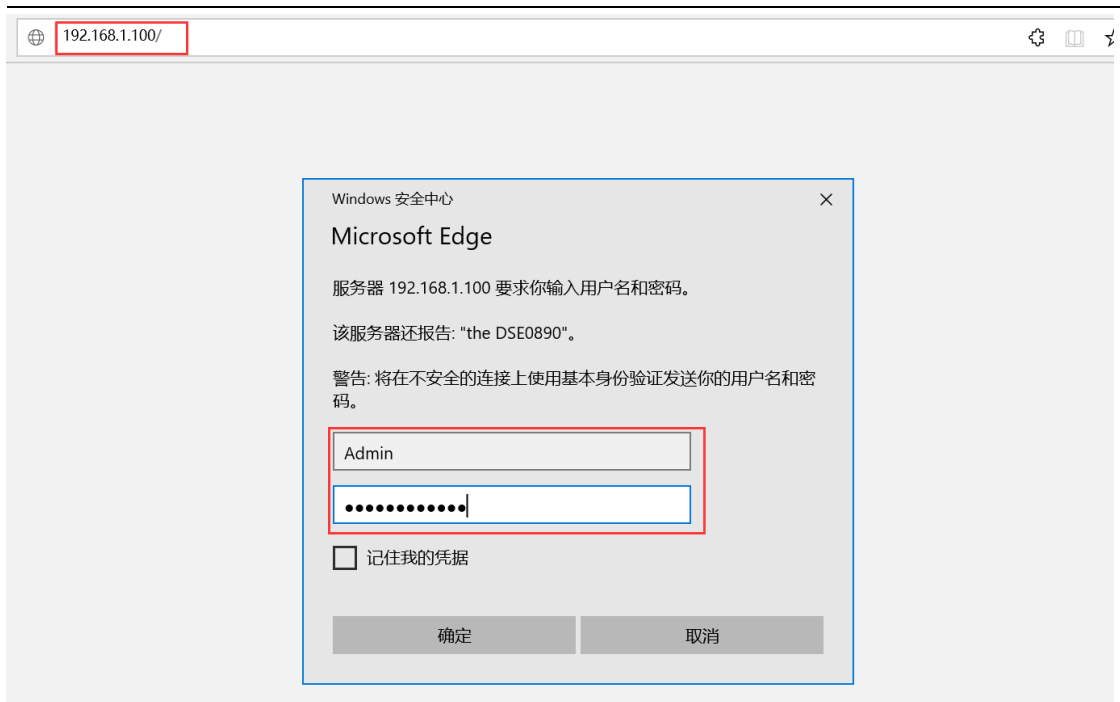 192.168.1.100/
Windows 安全中心
Microsoft Edge
服务器 192.168.1.100 要求你输入用户名和密码。
该服务器还报告: "the DSE0890"。
警告: 将在不安全的连接上使用基本身份验证发送你的用户名和密
码。
Admin
●●●●●●●●●●●●
记住我的凭据
确定 取消